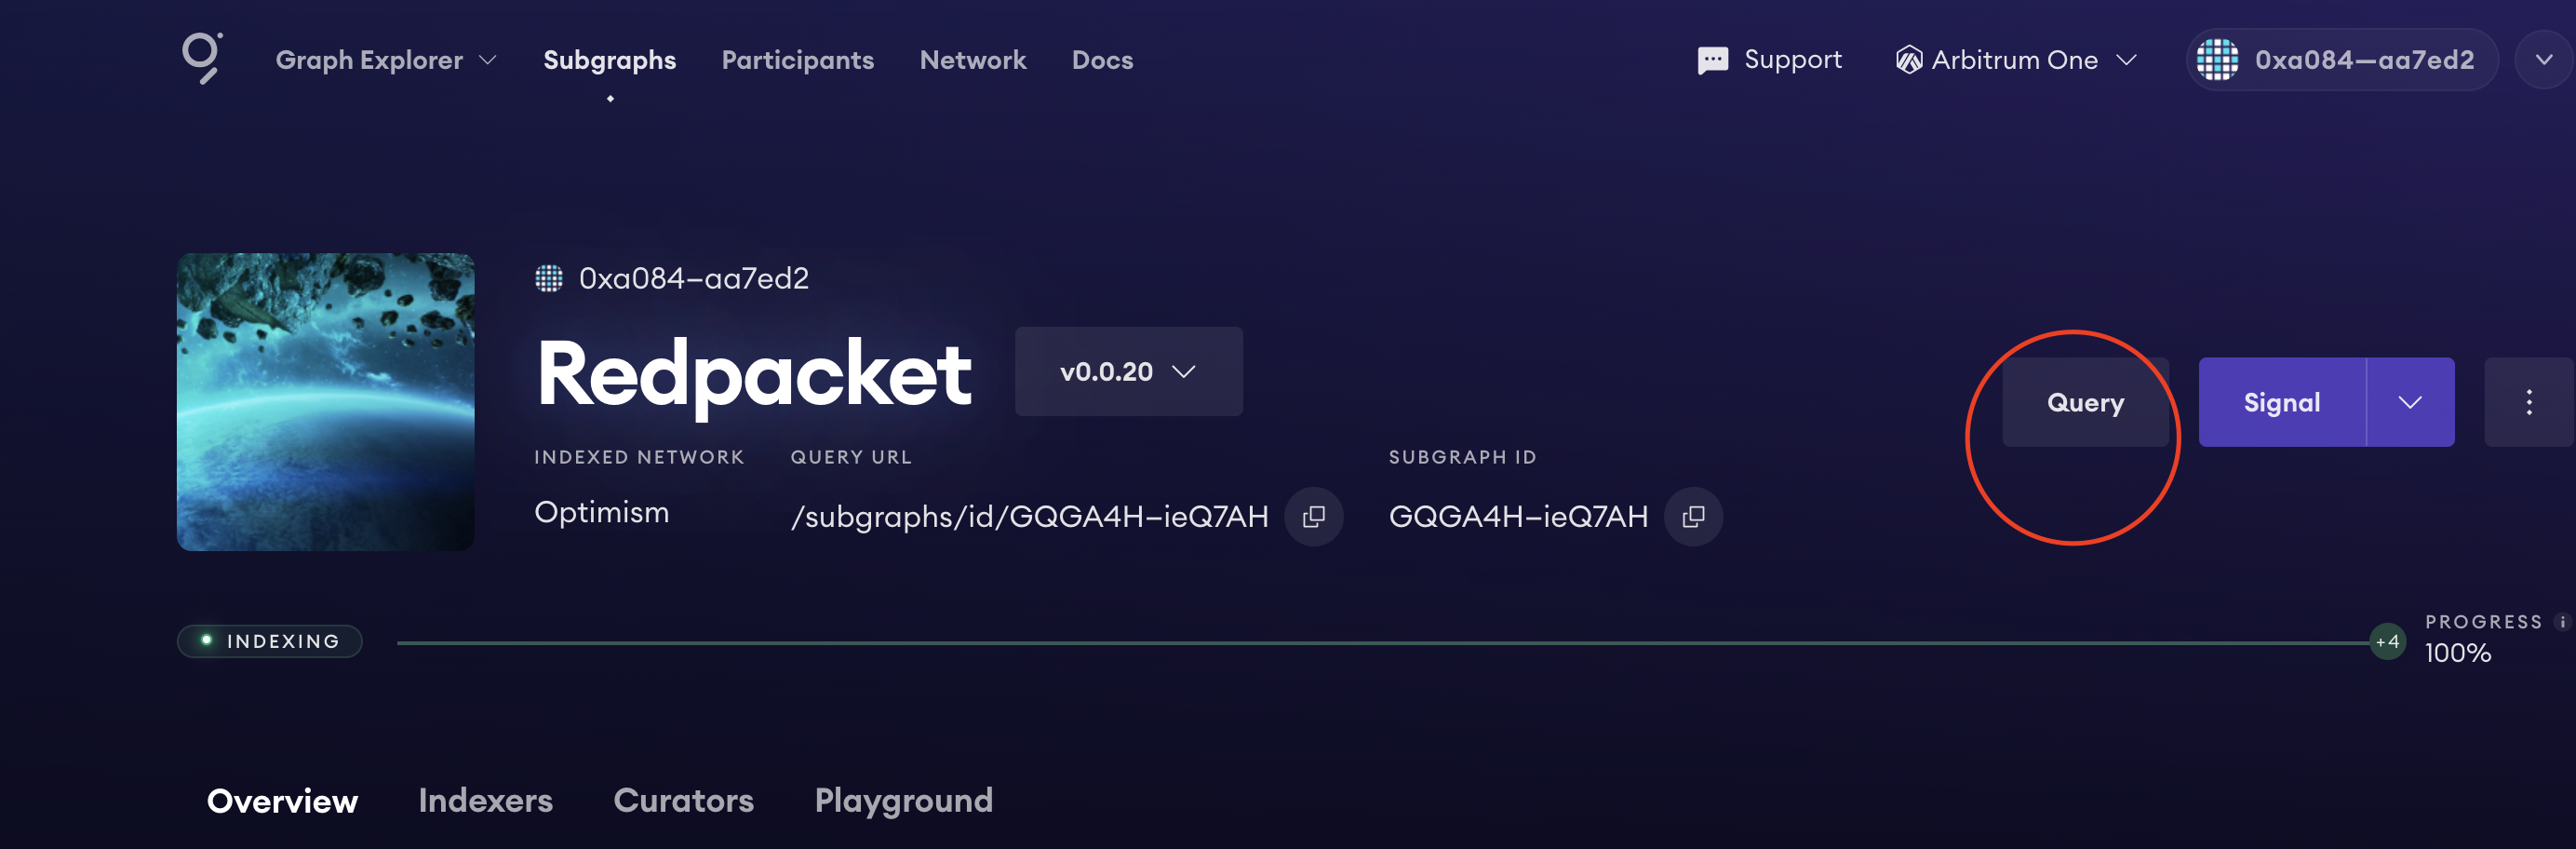 Graph Explorer Subgraphs Participants Network Docs Support Arbitrum One 0xa084—aa7ed2
0xa084—aa7ed2
Redpacket v0.0.20
Query Signal
INDEXED NETWORK QUERY URL SUBGRAPH ID
Optimism /subgraphs/id/GQGA4H—ieQ7AH GQGA4H—ieQ7AH
INDEXING +4 PROGRESS i
100%
Overview Indexers Curators Playground